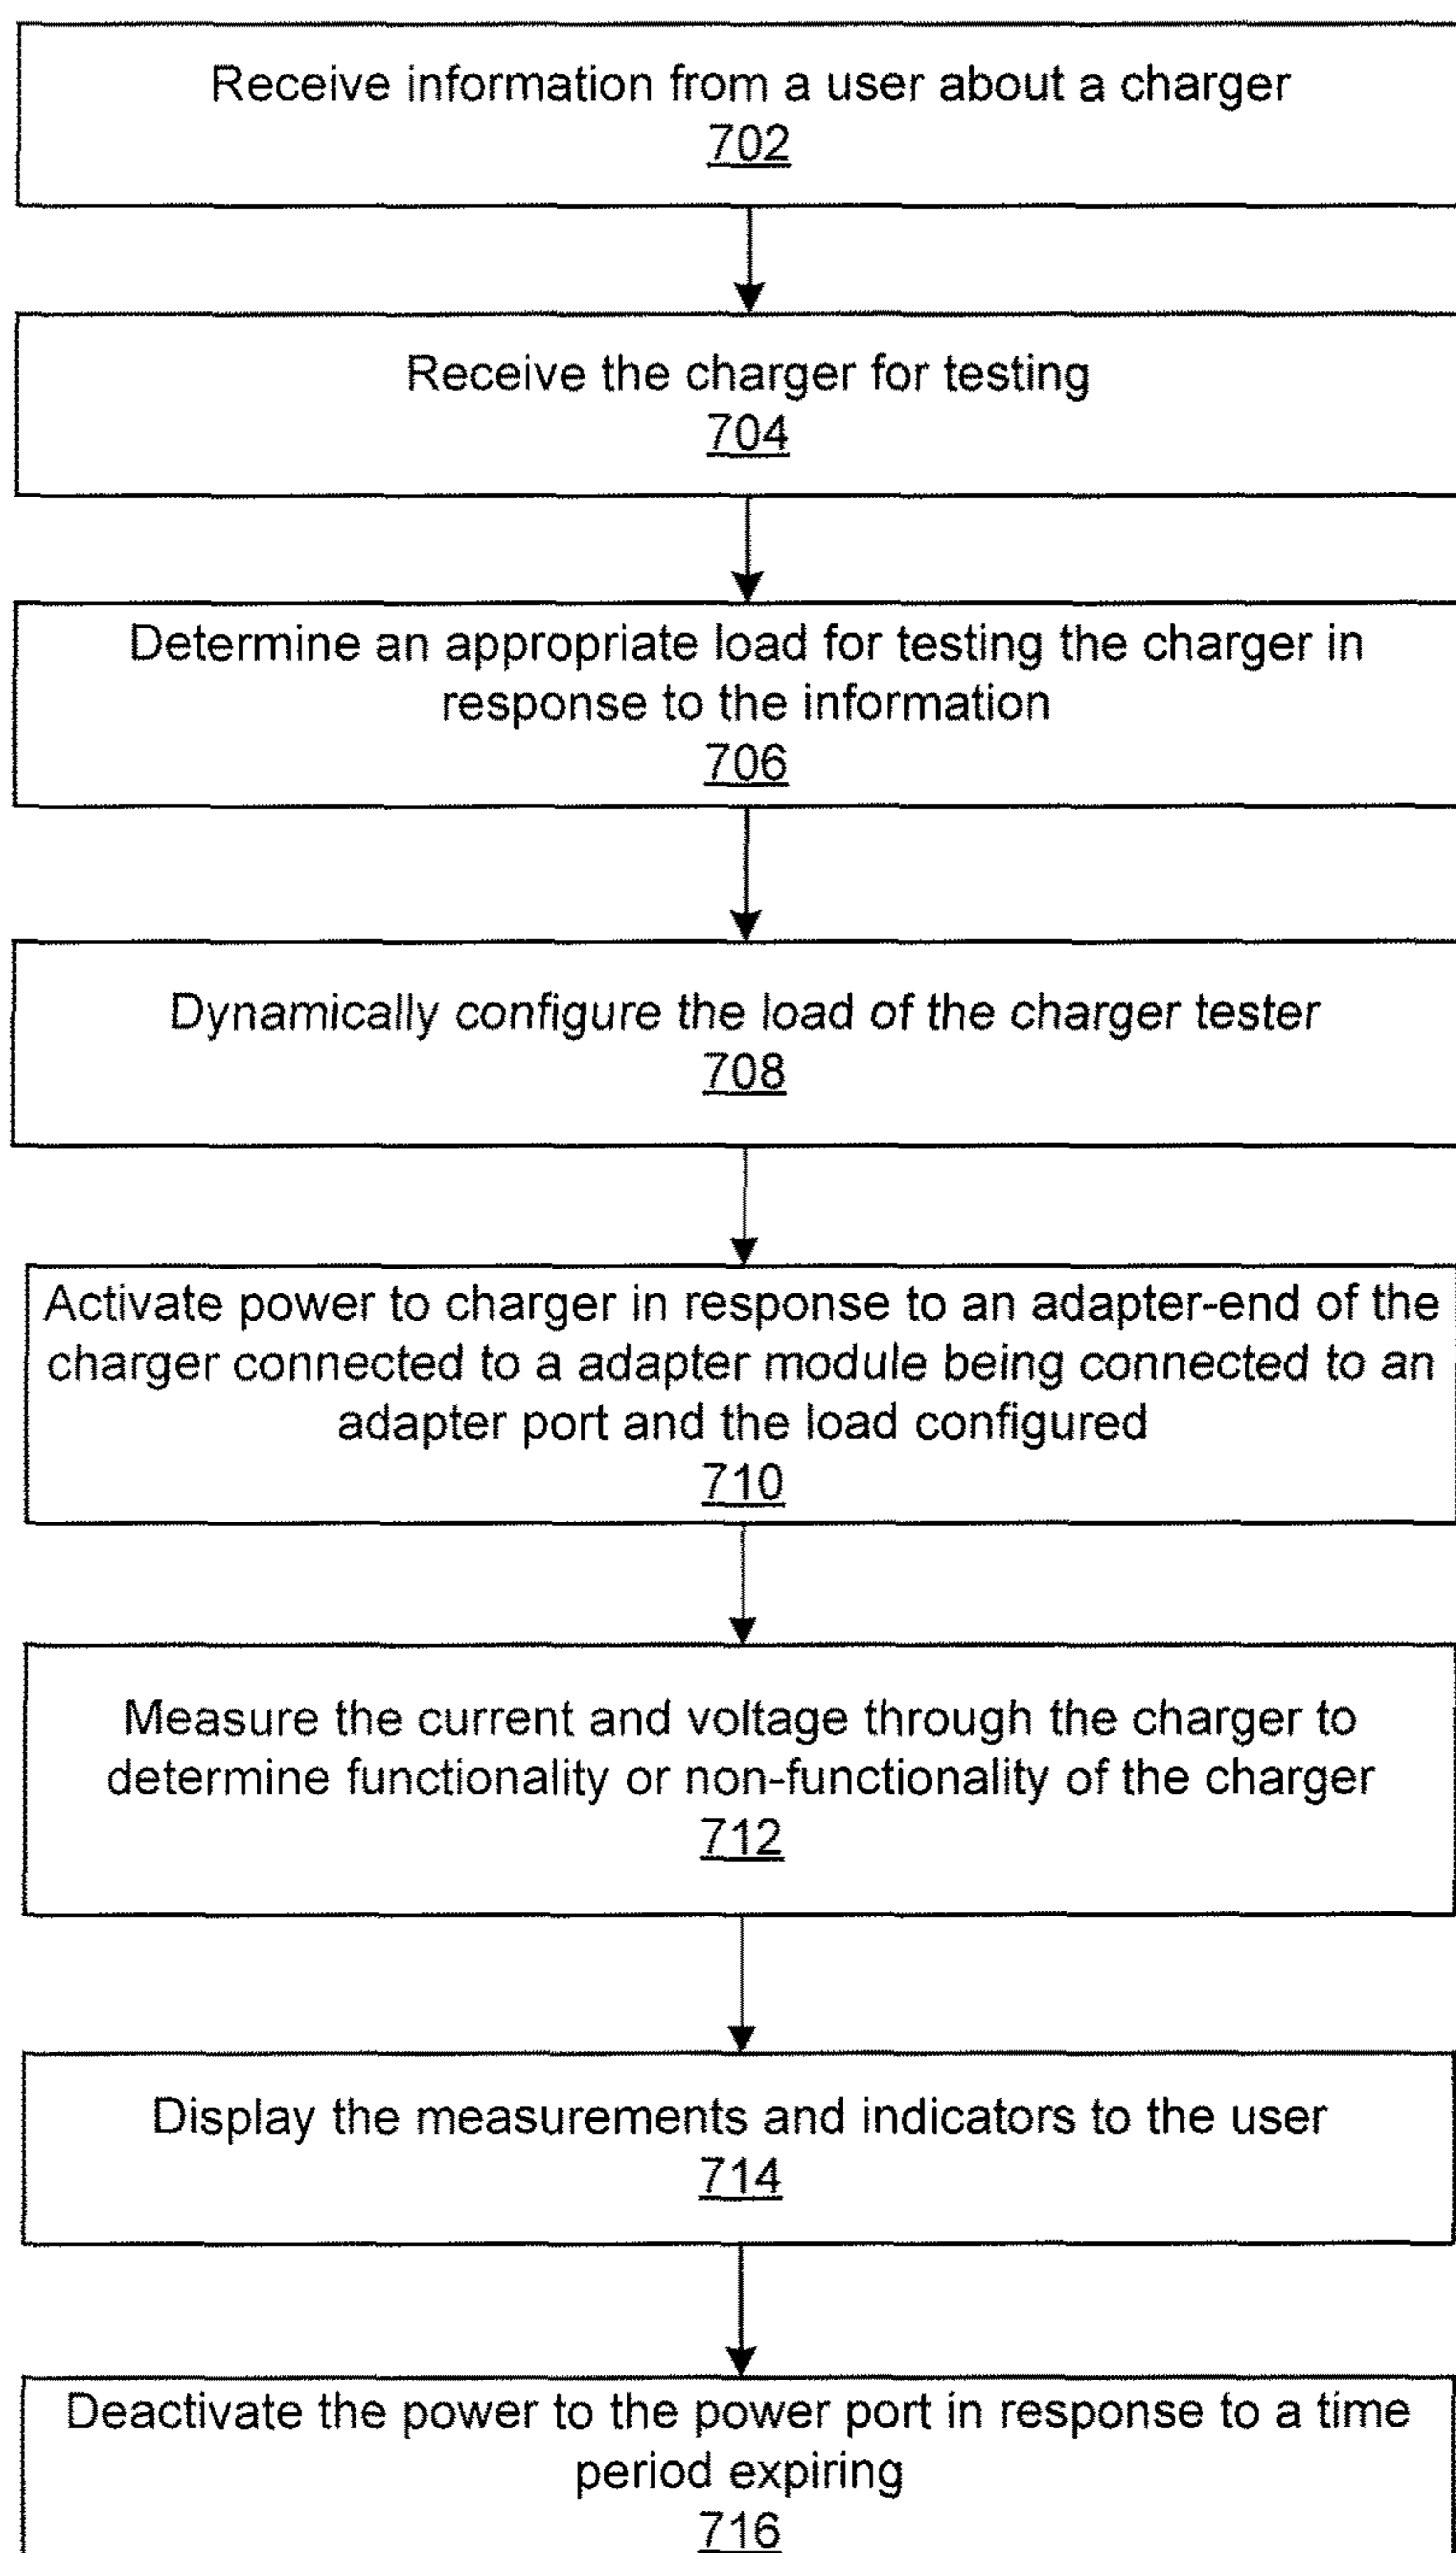 Receive information from a user about a charger
702
Receive the charger for testing
704
Determine an appropriate load for testing the charger in
response to the information
706
Dynamically configure the load of the charger tester
708
Activate power to charger in response to an adapter-end of the
charger connected to a adapter module being connected to an
adapter port and the load configured
710
Measure the current and voltage through the charger to
determine functionality or non-functionality of the charger
712
Display the measurements and indicators to the user
714
Deactivate the power to the power port in response to a time
period expiring
716